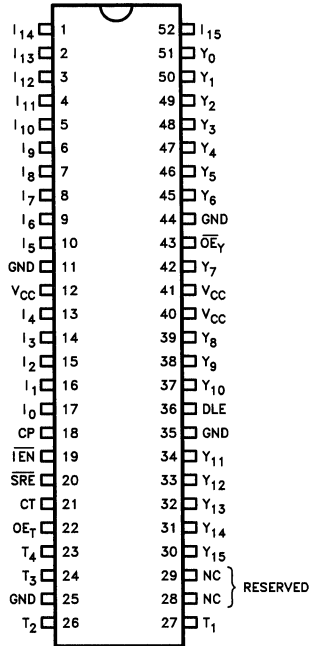 I₁₄ 1 52 I₁₅
I₁₃ 2 51 Y₀
I₁₂ 3 50 Y₁
I₁₁ 4 49 Y₂
I₁₀ 5 48 Y₃
I₉ 6 47 Y₄
I₈ 7 46 Y₅
I₇ 8 45 Y₆
I₆ 9 44 GND
I₅ 10 43 O̅E̅Y
GND 11 42 Y₇
VCC 12 41 VCC
I₄ 13 40 VCC
I₃ 14 39 Y₈
I₂ 15 38 Y₉
I₁ 16 37 Y₁₀
I₀ 17 36 DLE
CP 18 35 GND
I̅E̅N̅ 19 34 Y₁₁
S̅R̅E̅ 20 33 Y₁₂
CT 21 32 Y₁₃
OET 22 31 Y₁₄
T₄ 23 30 Y₁₅
T₃ 24 29 NC
RESERVED
GND 25 28 NC
T₂ 26 27 T₁